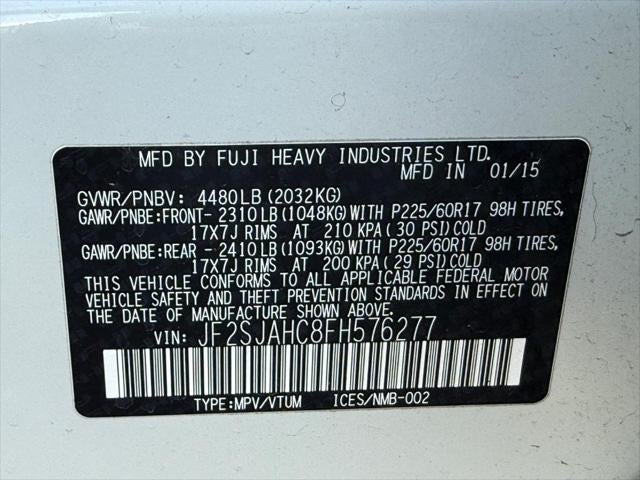 MFD BY FUJI HEAVY INDUSTRIES LTD.
MFD IN 01/15
GVWR/PNBV: 4480LB(2032KG)
GAWR/PNBE:FRONT- 2310LB(1048KG)WITH P225/60R17 98H TIRES,
17X7J RIMS AT 210 KPA(30 PSI)COLD
GAWR/PNBE:REAR - 2410LB(1093KG)WITH P225/60R17 98H TIRES,
17X7J RIMS AT 200 KPA(29 PSI)COLD
THIS VEHICLE CONFORMS TO ALL APPLICABLE FEDERAL MOTOR
VEHICLE SAFETY AND THEFT PREVENTION STANDARDS IN EFFECT ON
THE DATE OF MANUFACTURE SHOWN ABOVE.
VIN: JF2SJAHC8FH576277
TYPE:MPV/VTUM ICES/NMB-002